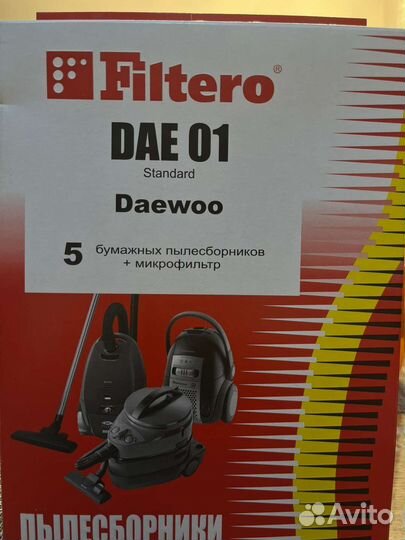 Filtero®
DAE 01
Standard
Daewoo
5 бумажных пылесборников
+ микрофильтр
ПЫЛЕСБОРНИКИ
Avito